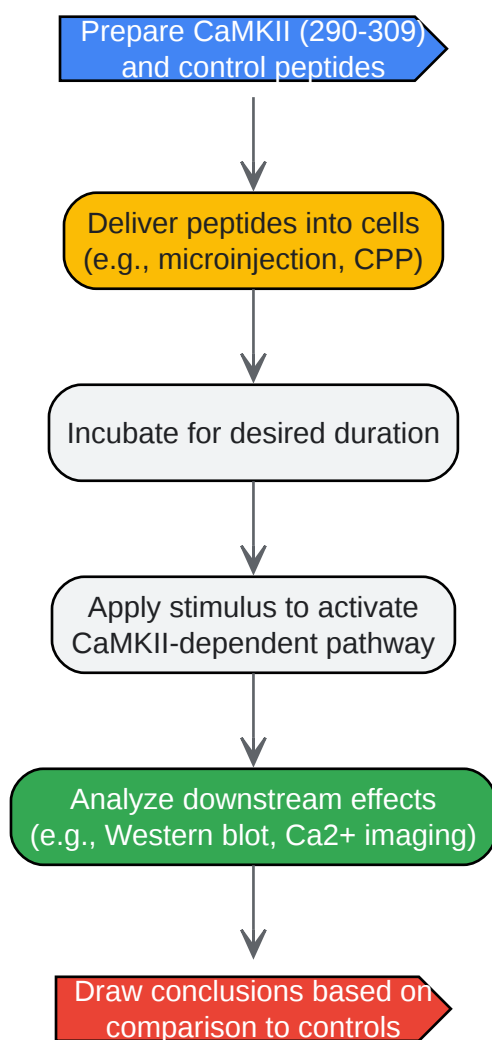 Prepare CaMKII (290-309)
and control peptides
Deliver peptides into cells
(e.g., microinjection, CPP)
Incubate for desired duration
Apply stimulus to activate
CaMKII-dependent pathway
Analyze downstream effects
(e.g., Western blot, Ca2+ imaging)
Draw conclusions based on
comparison to controls